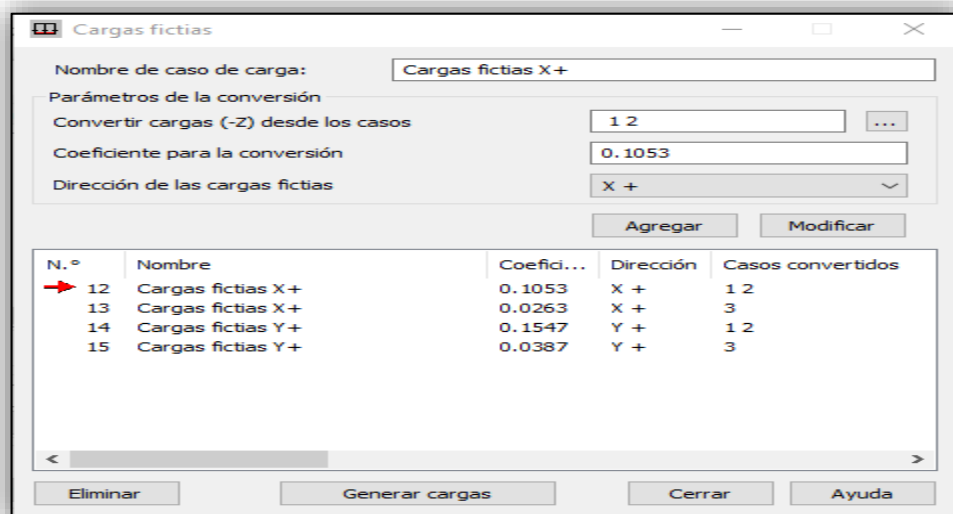 Cargas fictias
Nombre de caso de carga: Cargas fictias X+
Parámetros de la conversión
Convertir cargas (-Z) desde los casos 1 2 ...
Coeficiente para la conversión 0.1053
Dirección de las cargas fictias X +
Agregar Modificar
N.º Nombre Coefici... Dirección Casos convertidos
12 Cargas fictias X+ 0.1053 X + 1 2
13 Cargas fictias X+ 0.0263 X + 3
14 Cargas fictias Y+ 0.1547 Y + 1 2
15 Cargas fictias Y+ 0.0387 Y + 3
Eliminar Generar cargas Cerrar Ayuda